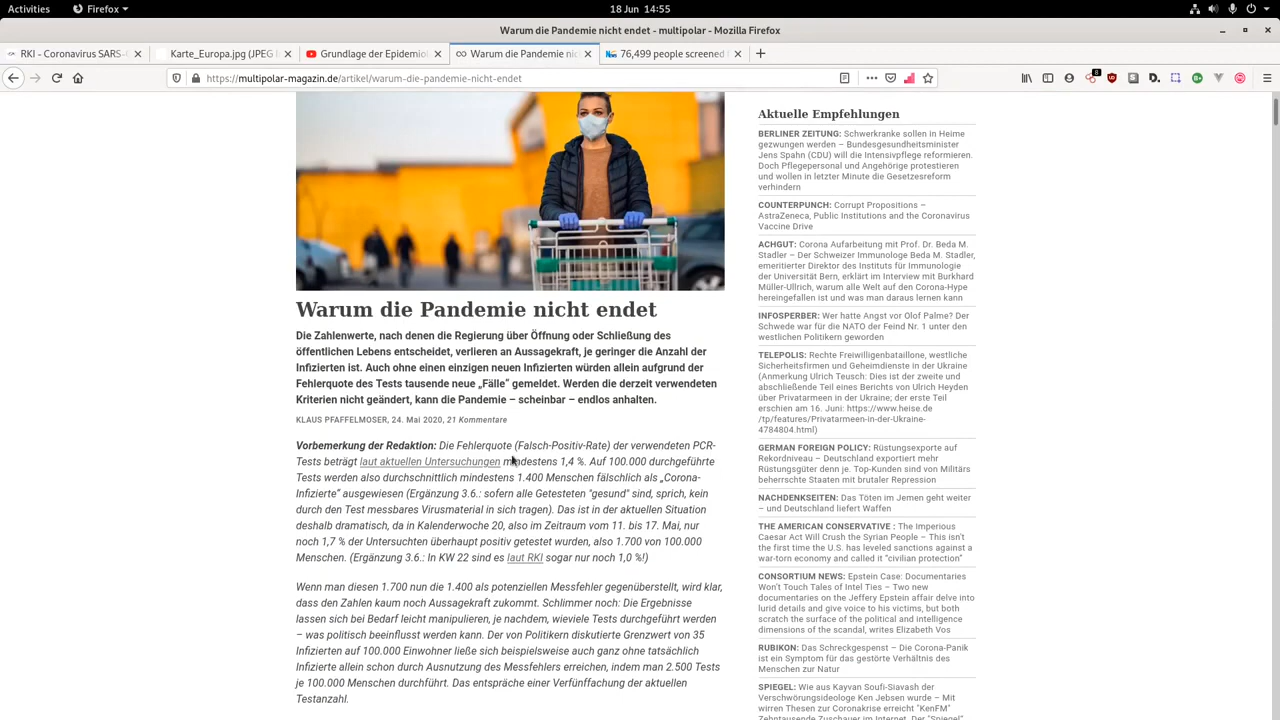 Activities
Firefox
18 Jun 14:55
Warum die Pandemie nicht endet - multipolar - Mozilla Firefox
RKI - Coronavirus SARS-C
Karte_Europa.jpg (JPEG I
Grundlage der Epidemiol
Warum die Pandemie nic
76,499 people screened f
https://multipolar-magazin.de/artikel/warum-die-pandemie-nicht-endet
8
Warum die Pandemie nicht endet
Die Zahlenwerte, nach denen die Regierung über Öffnung oder Schließung des
öffentlichen Lebens entscheidet, verlieren an Aussagekraft, je geringer die Anzahl der
Infizierten ist. Auch ohne einen einzigen neuen Infizierten würden allein aufgrund der
Fehlerquote des Tests tausende neue „Fälle“ gemeldet. Werden die derzeit verwendeten
Kriterien nicht geändert, kann die Pandemie – scheinbar – endlos anhalten.
KLAUS PFAFFELMOSER, 24. Mai 2020, 21 Kommentare
Vorbemerkung der Redaktion: Die Fehlerquote (Falsch-Positiv-Rate) der verwendeten PCR-
Tests beträgt laut aktuellen Untersuchungen mindestens 1,4 %. Auf 100.000 durchgeführte
Tests werden also durchschnittlich mindestens 1.400 Menschen fälschlich als „Corona-
Infizierte“ ausgewiesen (Ergänzung 3.6.: sofern alle Getesteten "gesund" sind, sprich, kein
durch den Test messbares Virusmaterial in sich tragen). Das ist in der aktuellen Situation
deshalb dramatisch, da in Kalenderwoche 20, also im Zeitraum vom 11. bis 17. Mai, nur
noch 1,7 % der Untersuchten überhaupt positiv getestet wurden, also 1.700 von 100.000
Menschen. (Ergänzung 3.6.: In KW 22 sind es laut RKI sogar nur noch 1,0 %!)
Wenn man diesen 1.700 nun die 1.400 als potenziellen Messfehler gegenüberstellt, wird klar,
dass den Zahlen kaum noch Aussagekraft zukommt. Schlimmer noch: Die Ergebnisse
lassen sich bei Bedarf leicht manipulieren, je nachdem, wieviele Tests durchgeführt werden
– was politisch beeinflusst werden kann. Der von Politikern diskutierte Grenzwert von 35
Infizierten auf 100.000 Einwohner ließe sich beispielsweise auch ganz ohne tatsächlich
Infizierte allein schon durch Ausnutzung des Messfehlers erreichen, indem man 2.500 Tests
je 100.000 Menschen durchführt. Das entspräche einer Verfünffachung der aktuellen
Testanzahl.
Aktuelle Empfehlungen
BERLINER ZEITUNG: Schwerkranke sollen in Heime
gezwungen werden – Bundesgesundheitsminister
Jens Spahn (CDU) will die Intensivpflege reformieren.
Doch Pflegepersonal und Angehörige protestieren
und wollen in letzter Minute die Gesetzesreform
verhindern
COUNTERPUNCH: Corrupt Propositions –
AstraZeneca, Public Institutions and the Coronavirus
Vaccine Drive
ACHGUT: Corona Aufarbeitung mit Prof. Dr. Beda M.
Stadler – Der Schweizer Immunologe Beda M. Stadler,
emeritierter Direktor des Instituts für Immunologie
der Universität Bern, erklärt im Interview mit Burkhard
Müller-Ullrich, warum alle Welt auf den Corona-Hype
hereingefallen ist und was man daraus lernen kann
INFOSPERBER: Wer hatte Angst vor Olof Palme? Der
Schwede war für die NATO der Feind Nr. 1 unter den
westlichen Politikern geworden
TELEPOLIS: Rechte Freiwilligenbataillone, westliche
Sicherheitsfirmen und Geheimdienste in der Ukraine
(Anmerkung Ulrich Teusch: Dies ist der zweite und
abschließende Teil eines Berichts von Ulrich Heyden
über Privatarmeen in der Ukraine; der erste Teil
erschien am 16. Juni: https://www.heise.de
/tp/features/Privatarmeen-in-der-Ukraine-
4784804.html)
GERMAN FOREIGN POLICY: Rüstungsexporte auf
Rekordniveau – Deutschland exportiert mehr
Rüstungsgüter denn je. Top-Kunden sind von Militärs
beherrschte Staaten mit brutaler Repression
NACHDENKSEITEN: Das Töten im Jemen geht weiter
– und Deutschland liefert Waffen
THE AMERICAN CONSERVATIVE : The Imperious
Caesar Act Will Crush the Syrian People – This isn't
the first time the U.S. has leveled sanctions against a
war-torn economy and called it “civilian protection”
CONSORTIUM NEWS: Epstein Case: Documentaries
Won’t Touch Tales of Intel Ties – Two new
documentaries on the Jeffery Epstein affair delve into
lurid details and give voice to his victims, but both
scratch the surface of the political and intelligence
dimensions of the scandal, writes Elizabeth Vos
RUBIKON: Das Schreckgespenst – Die Corona-Panik
ist ein Symptom für das gestörte Verhältnis des
Menschen zur Natur
SPIEGEL: Wie aus Kayvan Soufi-Siavash der
Verschwörungsideologe Ken Jebsen wurde – Mit
wirren Thesen zur Coronakrise erreicht "KenFM"
Zehntausende Zuschauer im Internet. Der "Spiegel"